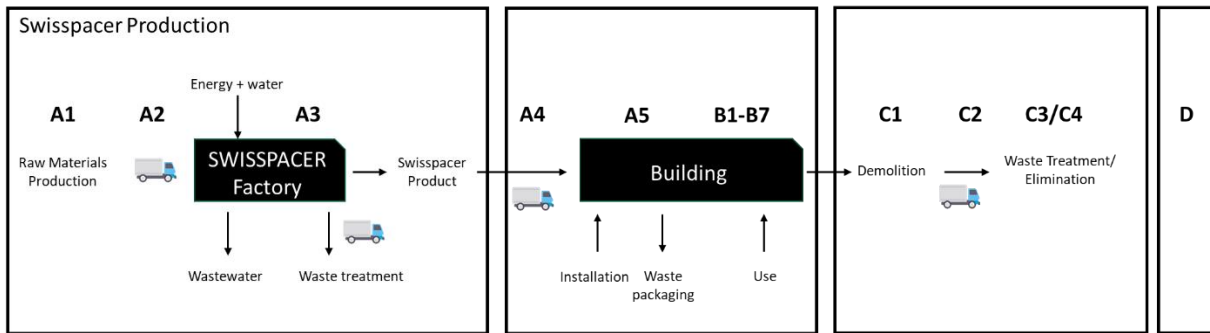 Swisspacer Production
Energy + water
A1
A2
A3
A4
A5
B1-B7
C1
C2
C3/C4
D
Raw Materials
Production
SWISSPACER
Factory
Swisspacer
Product
Building
Demolition
Waste Treatment/
Elimination
Wastewater
Waste treatment
Installation
Waste
packaging
Use